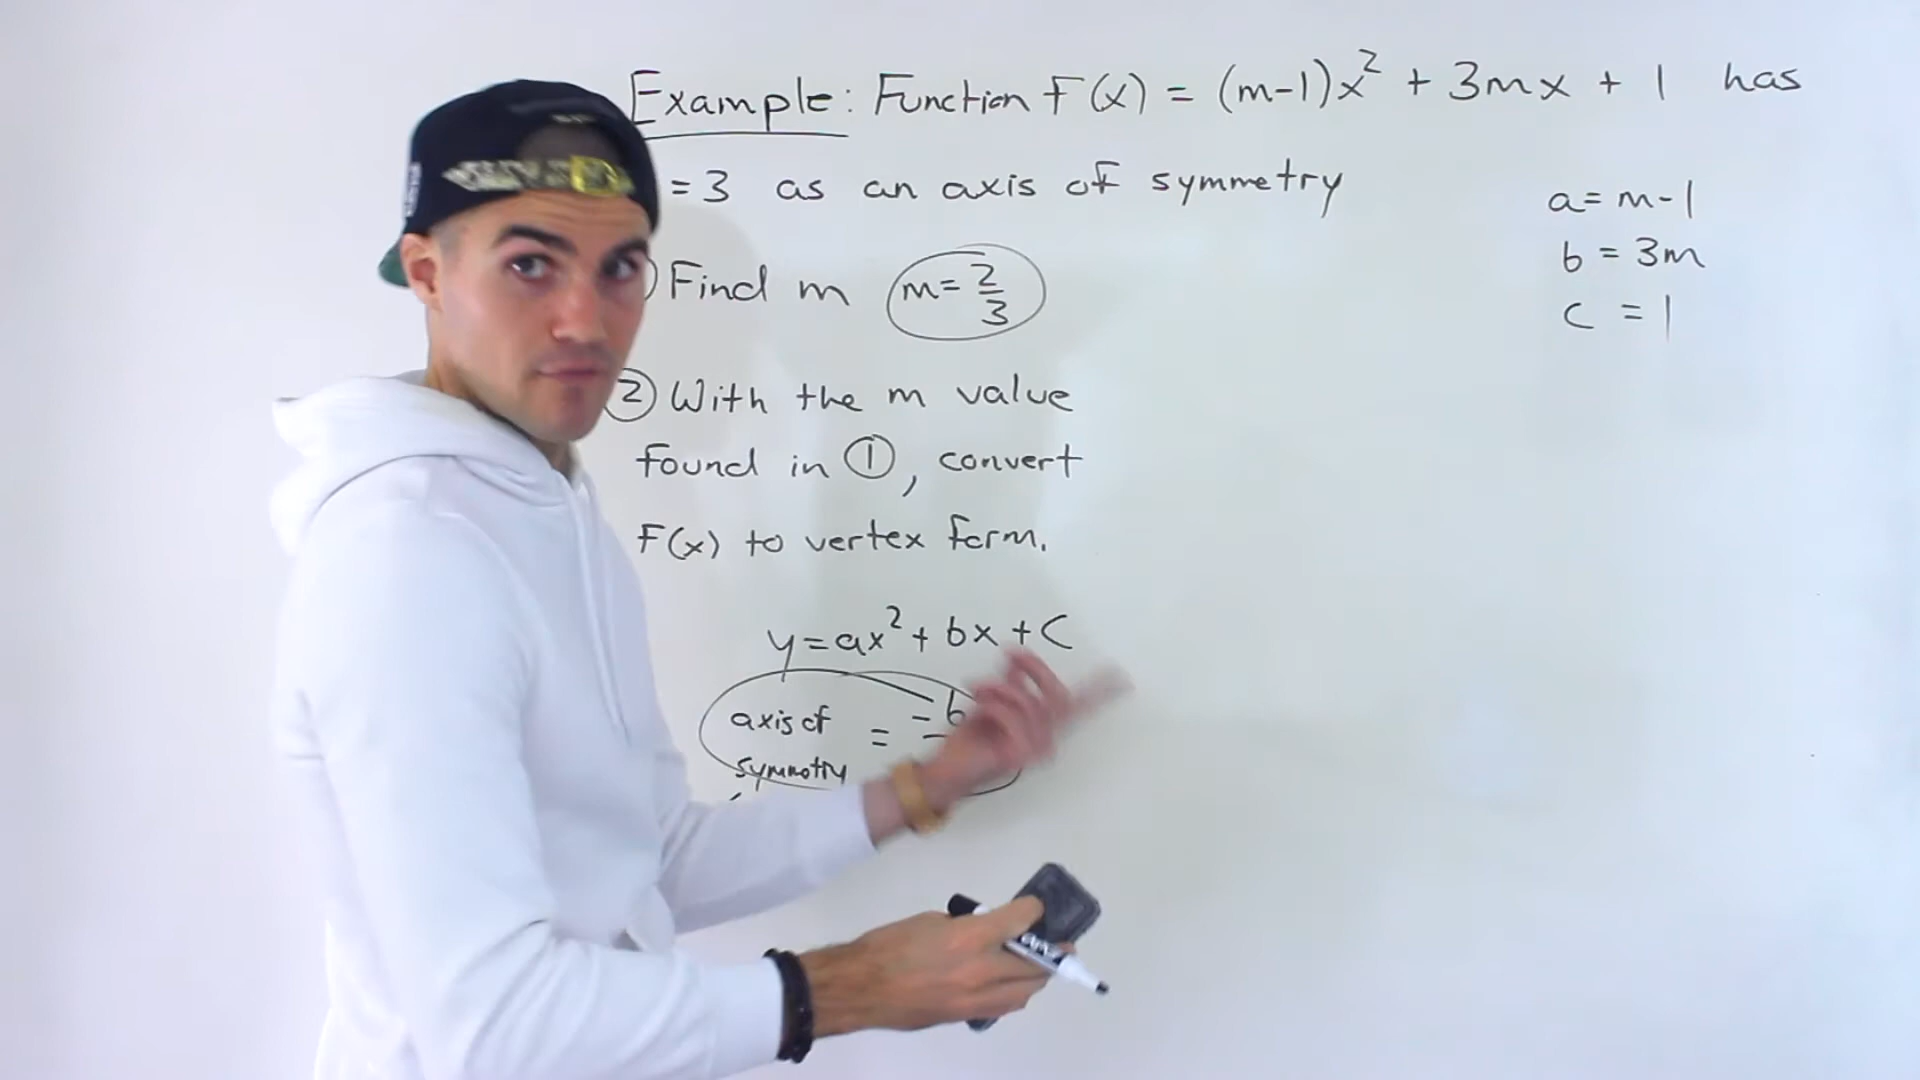 Example: Function F(x) = (m-1)x² + 3mx + 1 has
=3 as an axis of symmetry
Find m m=2/3
② With the m value
found in ①, convert
F(x) to vertex form.
y=ax²+bx+c
axis of = -b
symmetry
a= m-1
b = 3m
c = 1